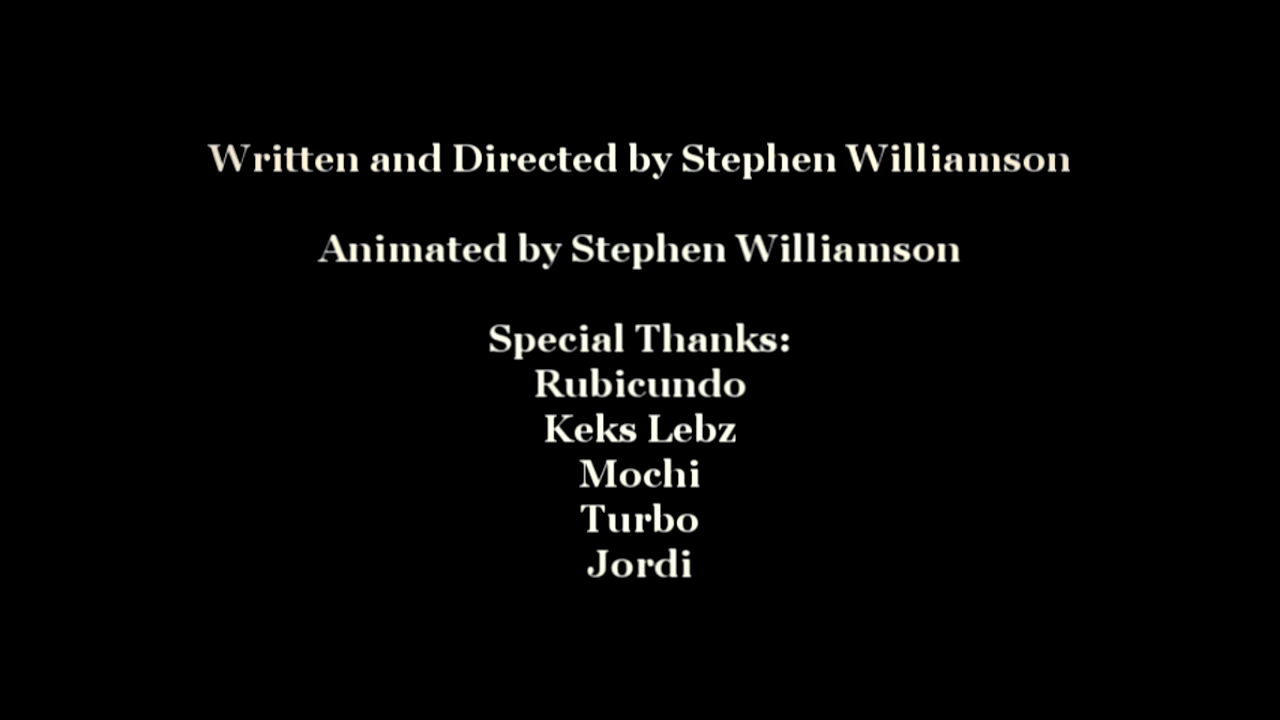 Written and Directed by Stephen Williamson
Animated by Stephen Williamson
Special Thanks:
Rubicundo
Keks Lebz
Mochi
Turbo
Jordi